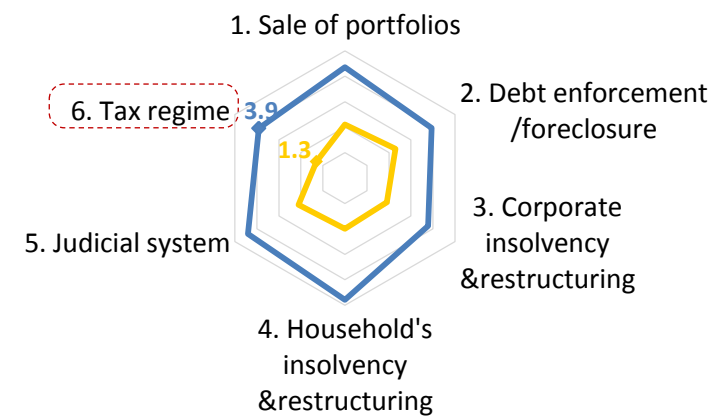 1. Sale of portfolios
2. Debt enforcement
/foreclosure
6. Tax regime
3.9
1.3
3. Corporate
insolvency
&restructuring
5. Judicial system
4. Household's
insolvency
&restructuring